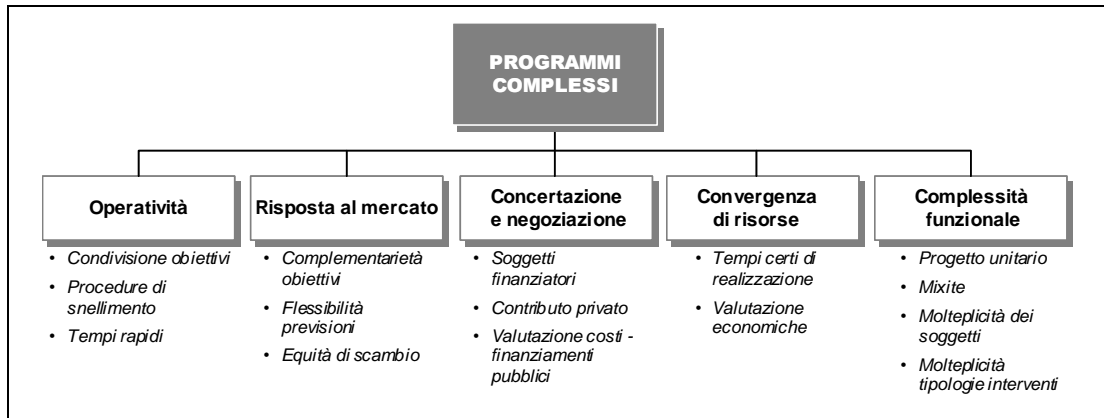 PROGRAMMI
COMPLESSI
Operatività
• Condivisione obiettivi
• Procedure di
snellimento
• Tempi rapidi
Risposta al mercato
• Complementarietà
obiettivi
• Flessibilità
previsioni
• Equità di scambio
Concertazione
e negoziazione
• Soggetti
finanziatori
• Contributo privato
• Valutazione costi -
finanziamenti
pubblici
Convergenza
di risorse
• Tempi certi di
realizzazione
• Valutazione
economiche
Complessità
funzionale
• Progetto unitario
• Mixite
• Molteplicità dei
soggetti
• Molteplicità
tipologie interventi